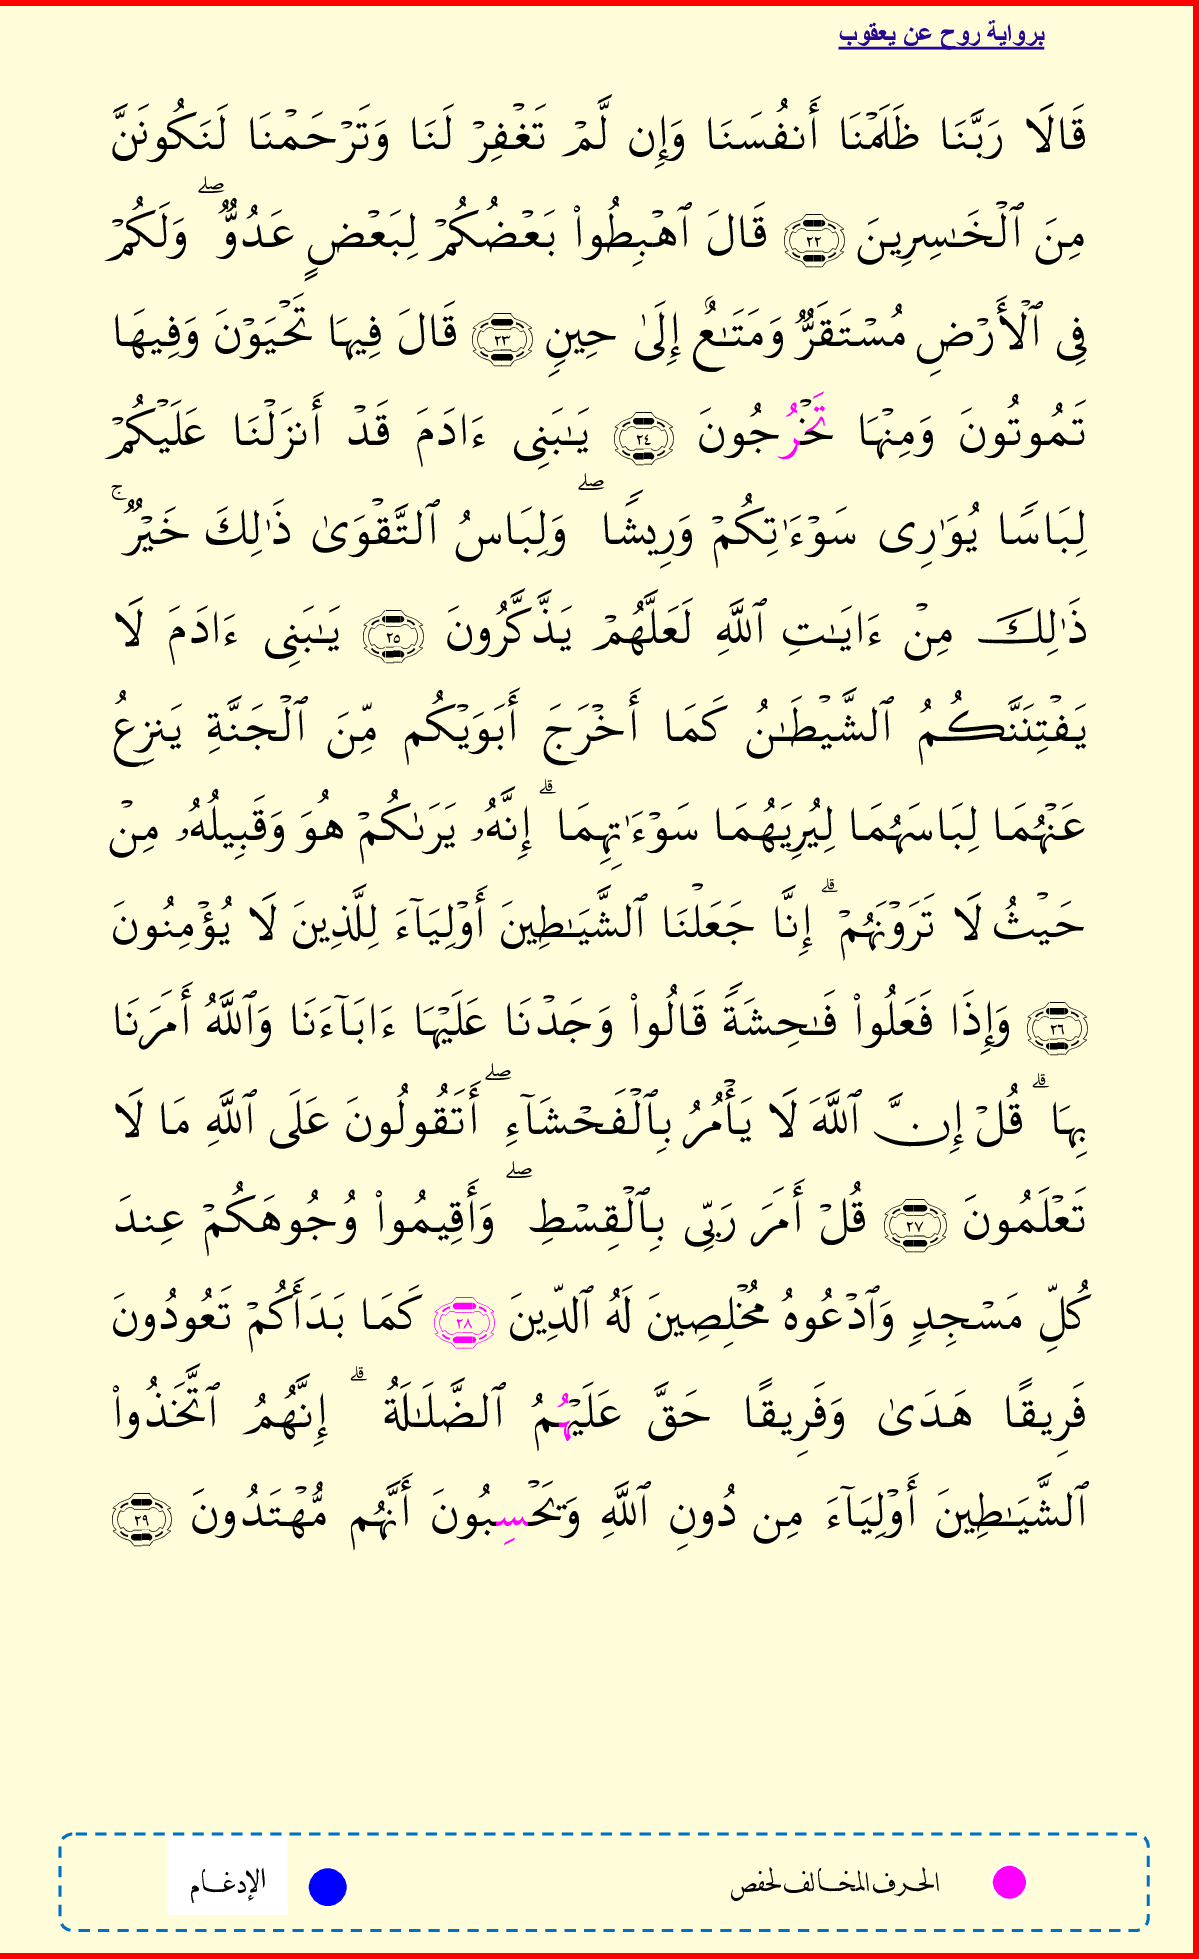 برواية روح عن يعقوب
قَالَا رَبَّنَا ظَلَمۡنَا أَنفُسَنَا وَإِن لَّمۡ تَغۡفِرۡ لَنَا وَتَرۡحَمۡنَا لَنَكُونَنَّ
مِنَ ٱلۡخَٰسِرِينَ ٢٢ قَالَ ٱهۡبِطُواْ بَعۡضُكُمۡ لِبَعۡضٍ عَدُوّٞۖ وَلَكُمۡ
فِي ٱلۡأَرۡضِ مُسۡتَقَرّٞ وَمَتَٰعٌ إِلَىٰ حِينٖ ٢٣ قَالَ فِيهَا تَحۡيَوۡنَ وَفِيهَا
تَمُوتُونَ وَمِنۡهَا تَخۡرُجُونَ ٢٤ يَٰبَنِي ءَادَمَ قَدۡ أَنزَلۡنَا عَلَيۡكُمۡ
لِبَاسٗا يُوَٰرِي سَوۡءَٰتِكُمۡ وَرِيشٗاۖ وَلِبَاسُ ٱلتَّقۡوَىٰ ذَٰلِكَ خَيۡرٞۚ
ذَٰلِكَ مِنۡ ءَايَٰتِ ٱللَّهِ لَعَلَّهُمۡ يَذَّكَّرُونَ ٢٥ يَٰبَنِي ءَادَمَ لَا
يَفۡتِنَنَّكُمُ ٱلشَّيۡطَٰنُ كَمَا أَخۡرَجَ أَبَوَيۡكُم مِّنَ ٱلۡجَنَّةِ يَنزِعُ
عَنۡهُمَا لِبَاسَهُمَا لِيُرِيَهُمَا سَوۡءَٰتِهِمَاۗ إِنَّهُۥ يَرَىٰكُمۡ هُوَ وَقَبِيلُهُۥ مِنۡ
حَيۡثُ لَا تَرَوۡنَهُمۡۗ إِنَّا جَعَلۡنَا ٱلشَّيَٰطِينَ أَوۡلِيَآءَ لِلَّذِينَ لَا يُؤۡمِنُونَ
٢٦ وَإِذَا فَعَلُواْ فَٰحِشَةٗ قَالُواْ وَجَدۡنَا عَلَيۡهَا ءَابَآءَنَا وَٱللَّهُ أَمَرَنَا
بِهَاۗ قُلۡ إِنَّ ٱللَّهَ لَا يَأۡمُرُ بِٱلۡفَحۡشَآءِۖ أَتَقُولُونَ عَلَى ٱللَّهِ مَا لَا
تَعۡلَمُونَ ٢٧ قُلۡ أَمَرَ رَبِّي بِٱلۡقِسۡطِۖ وَأَقِيمُواْ وُجُوهَكُمۡ عِندَ
كُلِّ مَسۡجِدٖ وَٱدۡعُوهُ مُخۡلِصِينَ لَهُ ٱلدِّينَ ٢٨ كَمَا بَدَأَكُمۡ تَعُودُونَ
فَرِيقًا هَدَىٰ وَفَرِيقًا حَقَّ عَلَيۡهُمُ ٱلضَّلَٰلَةُۗ إِنَّهُمُ ٱتَّخَذُواْ
ٱلشَّيَٰطِينَ أَوۡلِيَآءَ مِن دُونِ ٱللَّهِ وَيَحۡسِبُونَ أَنَّهُم مُّهۡتَدُونَ ٢٩
الحرف المخالف لحفص
الإدغام